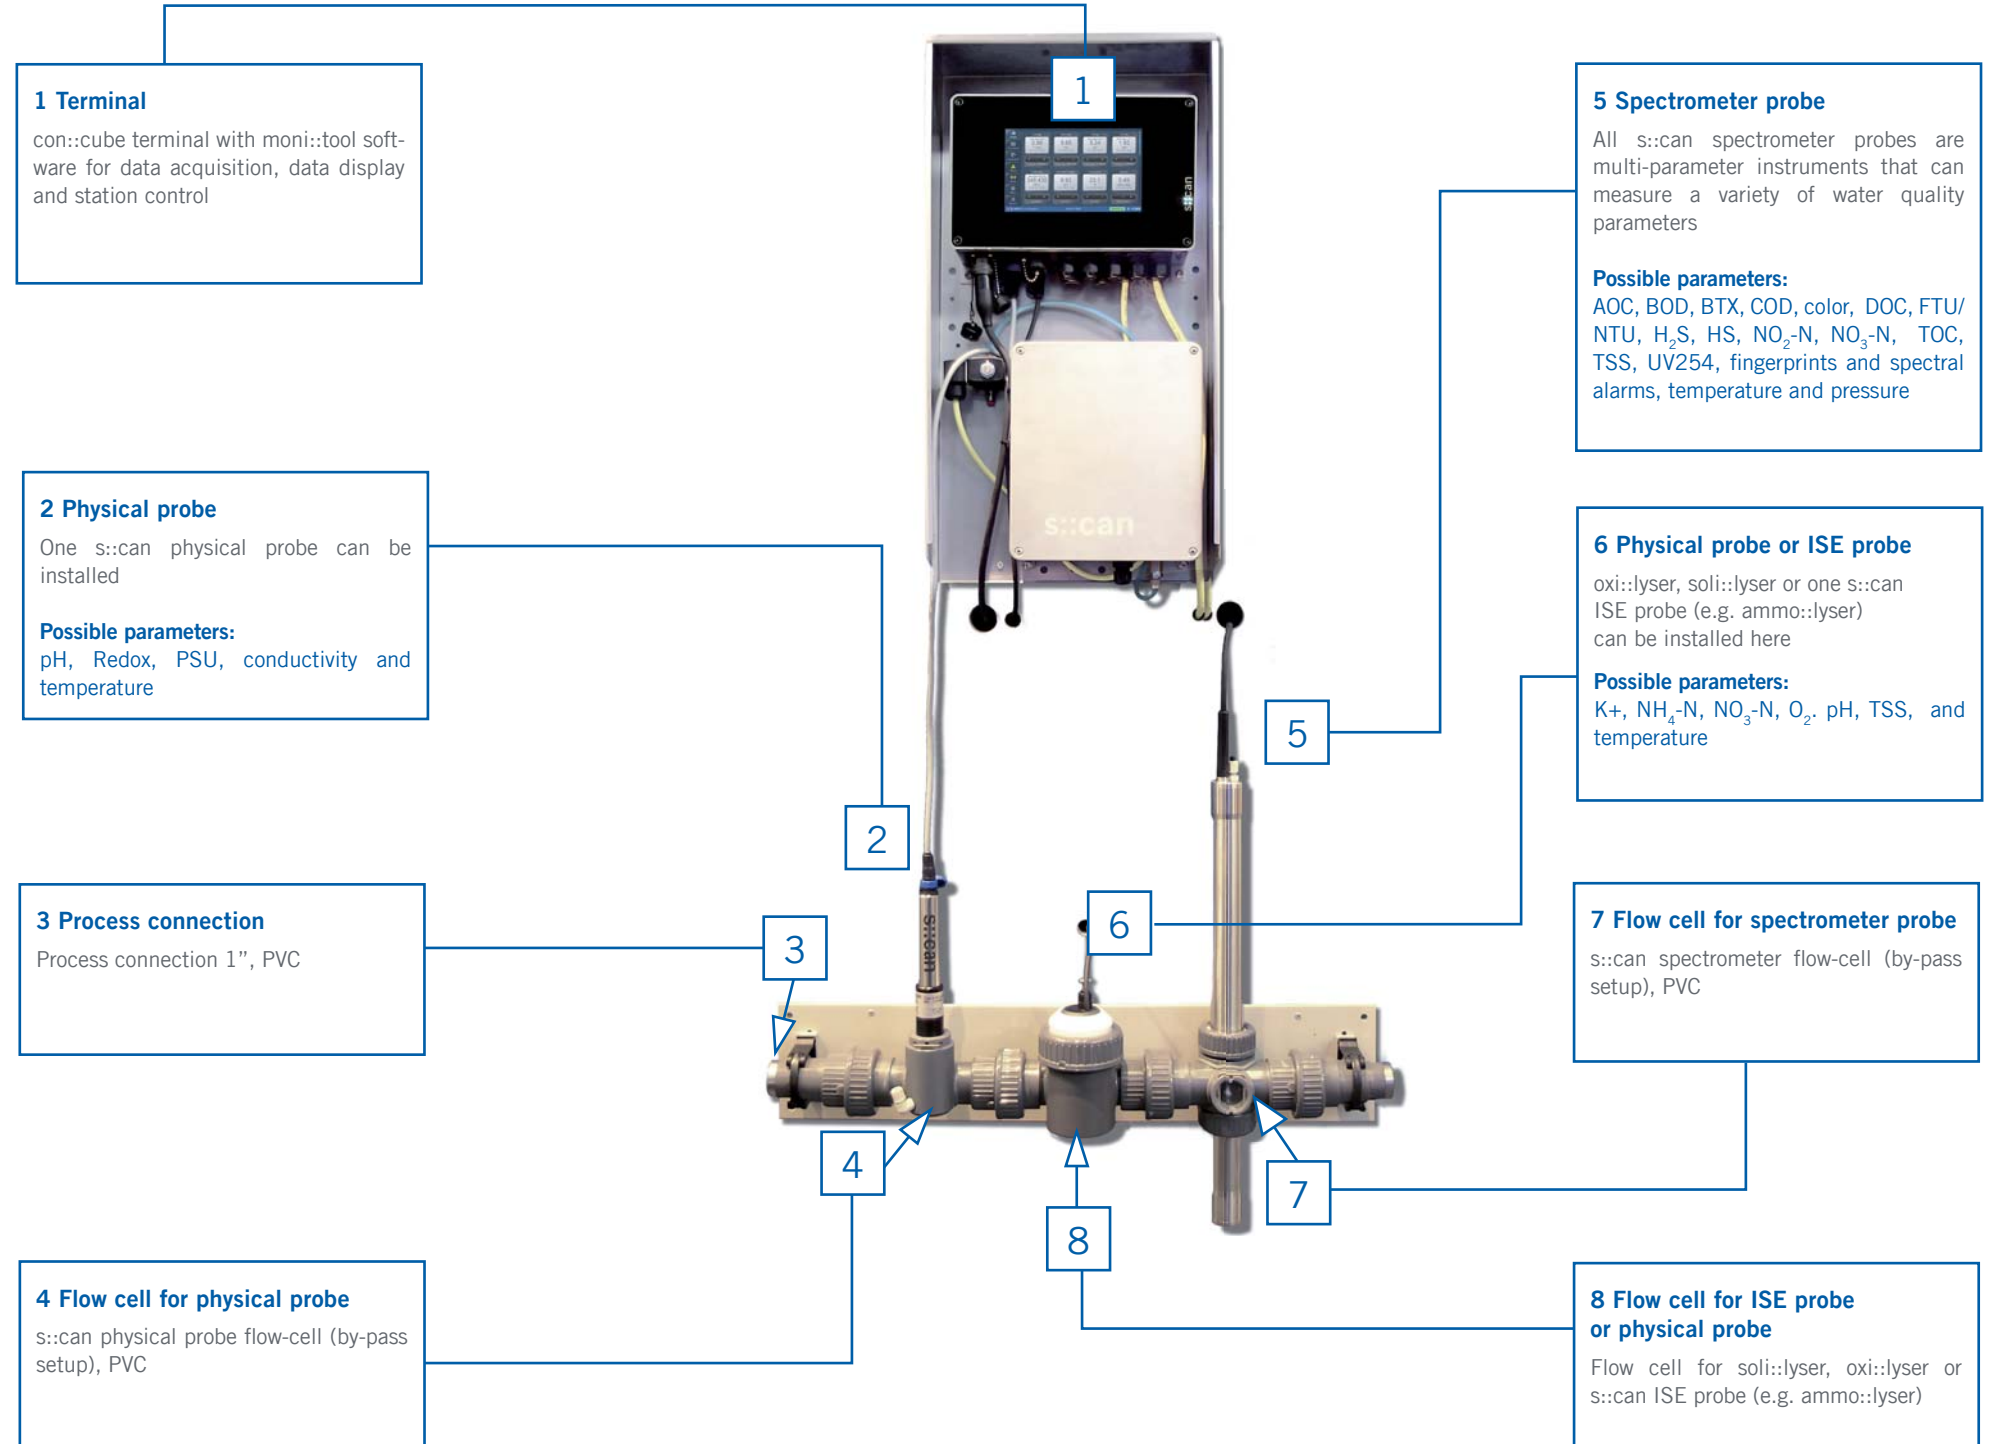 1 Terminal
con::cube terminal with moni::tool soft-
ware for data acquisition, data display
and station control
2 Physical probe
One s::can physical probe can be
installed
Possible parameters:
pH, Redox, PSU, conductivity and
temperature
3 Process connection
Process connection 1”, PVC
4 Flow cell for physical probe
s::can physical probe flow-cell (by-pass
setup), PVC
1
s::can
s::can
2
s::can
3
6
5
4
8
7
5 Spectrometer probe
All s::can spectrometer probes are
multi-parameter instruments that can
measure a variety of water quality
parameters
Possible parameters:
AOC, BOD, BTX, COD, color, DOC, FTU/
NTU, H₂S, HS, NO₂-N, NO₃-N, TOC,
TSS, UV254, fingerprints and spectral
alarms, temperature and pressure
6 Physical probe or ISE probe
oxi::lyser, soli::lyser or one s::can
ISE probe (e.g. ammo::lyser)
can be installed here
Possible parameters:
K+, NH₄-N, NO₃-N, O₂. pH, TSS, and
temperature
7 Flow cell for spectrometer probe
s::can spectrometer flow-cell (by-pass
setup), PVC
8 Flow cell for ISE probe
or physical probe
Flow cell for soli::lyser, oxi::lyser or
s::can ISE probe (e.g. ammo::lyser)